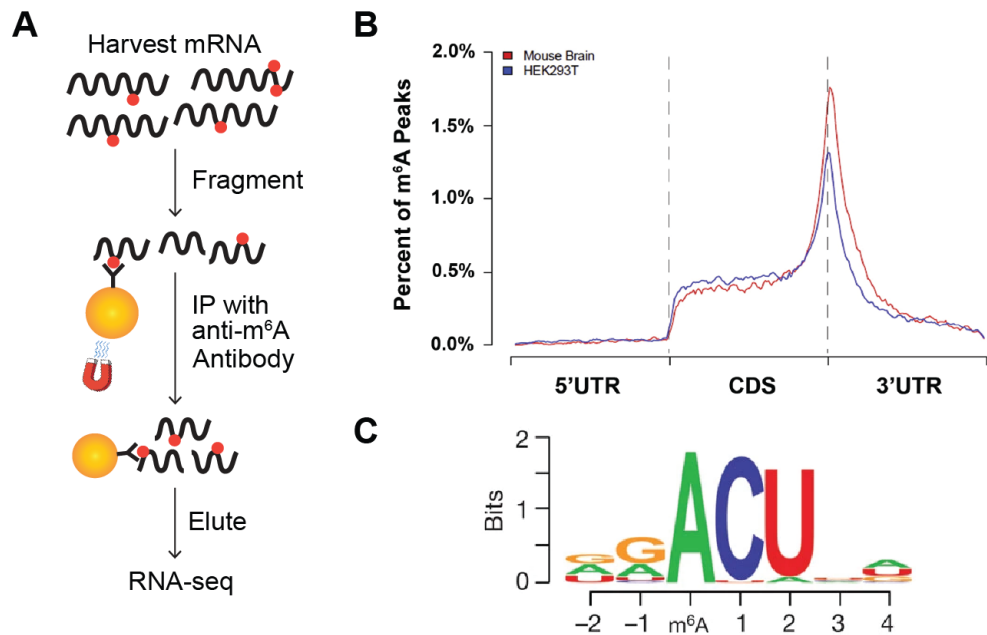 A
Harvest mRNA
Fragment
IP with
anti-m⁶A
Antibody
Elute
RNA-seq
B
Percent of m⁶A Peaks
2.0%
1.5%
1.0%
0.5%
0.0%
Mouse Brain
HEK293T
5'UTR CDS 3'UTR
C
Bits
2
1
0
G G A C U A
A A U
U G
A
−2 −1 m⁶A 1 2 3 4